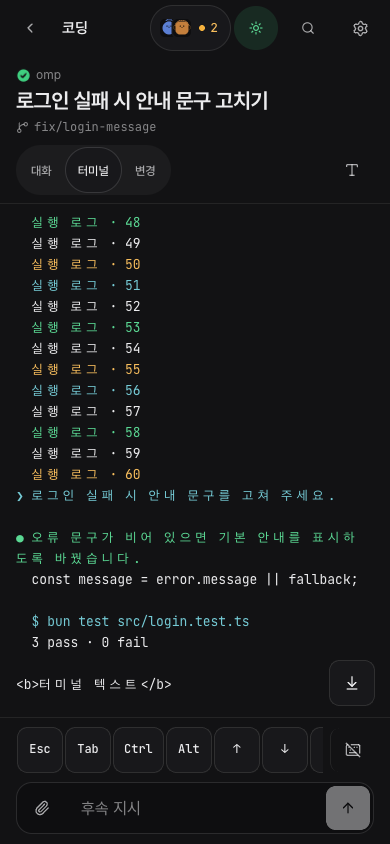 코딩
2
omp
로그인 실패 시 안내 문구 고치기
fix/login-message
대화 터미널 변경
실행 로그 · 48
실행 로그 · 49
실행 로그 · 50
실행 로그 · 51
실행 로그 · 52
실행 로그 · 53
실행 로그 · 54
실행 로그 · 55
실행 로그 · 56
실행 로그 · 57
실행 로그 · 58
실행 로그 · 59
실행 로그 · 60
❯ 로그인 실패 시 안내 문구를 고쳐 주세요.
● 오류 문구가 비어 있으면 기본 안내를 표시하
도록 바꿨습니다.
const message = error.message || fallback;
$ bun test src/login.test.ts
3 pass · 0 fail
<b>터미널 텍스트</b>
Esc Tab Ctrl Alt ↑ ↓
후속 지시